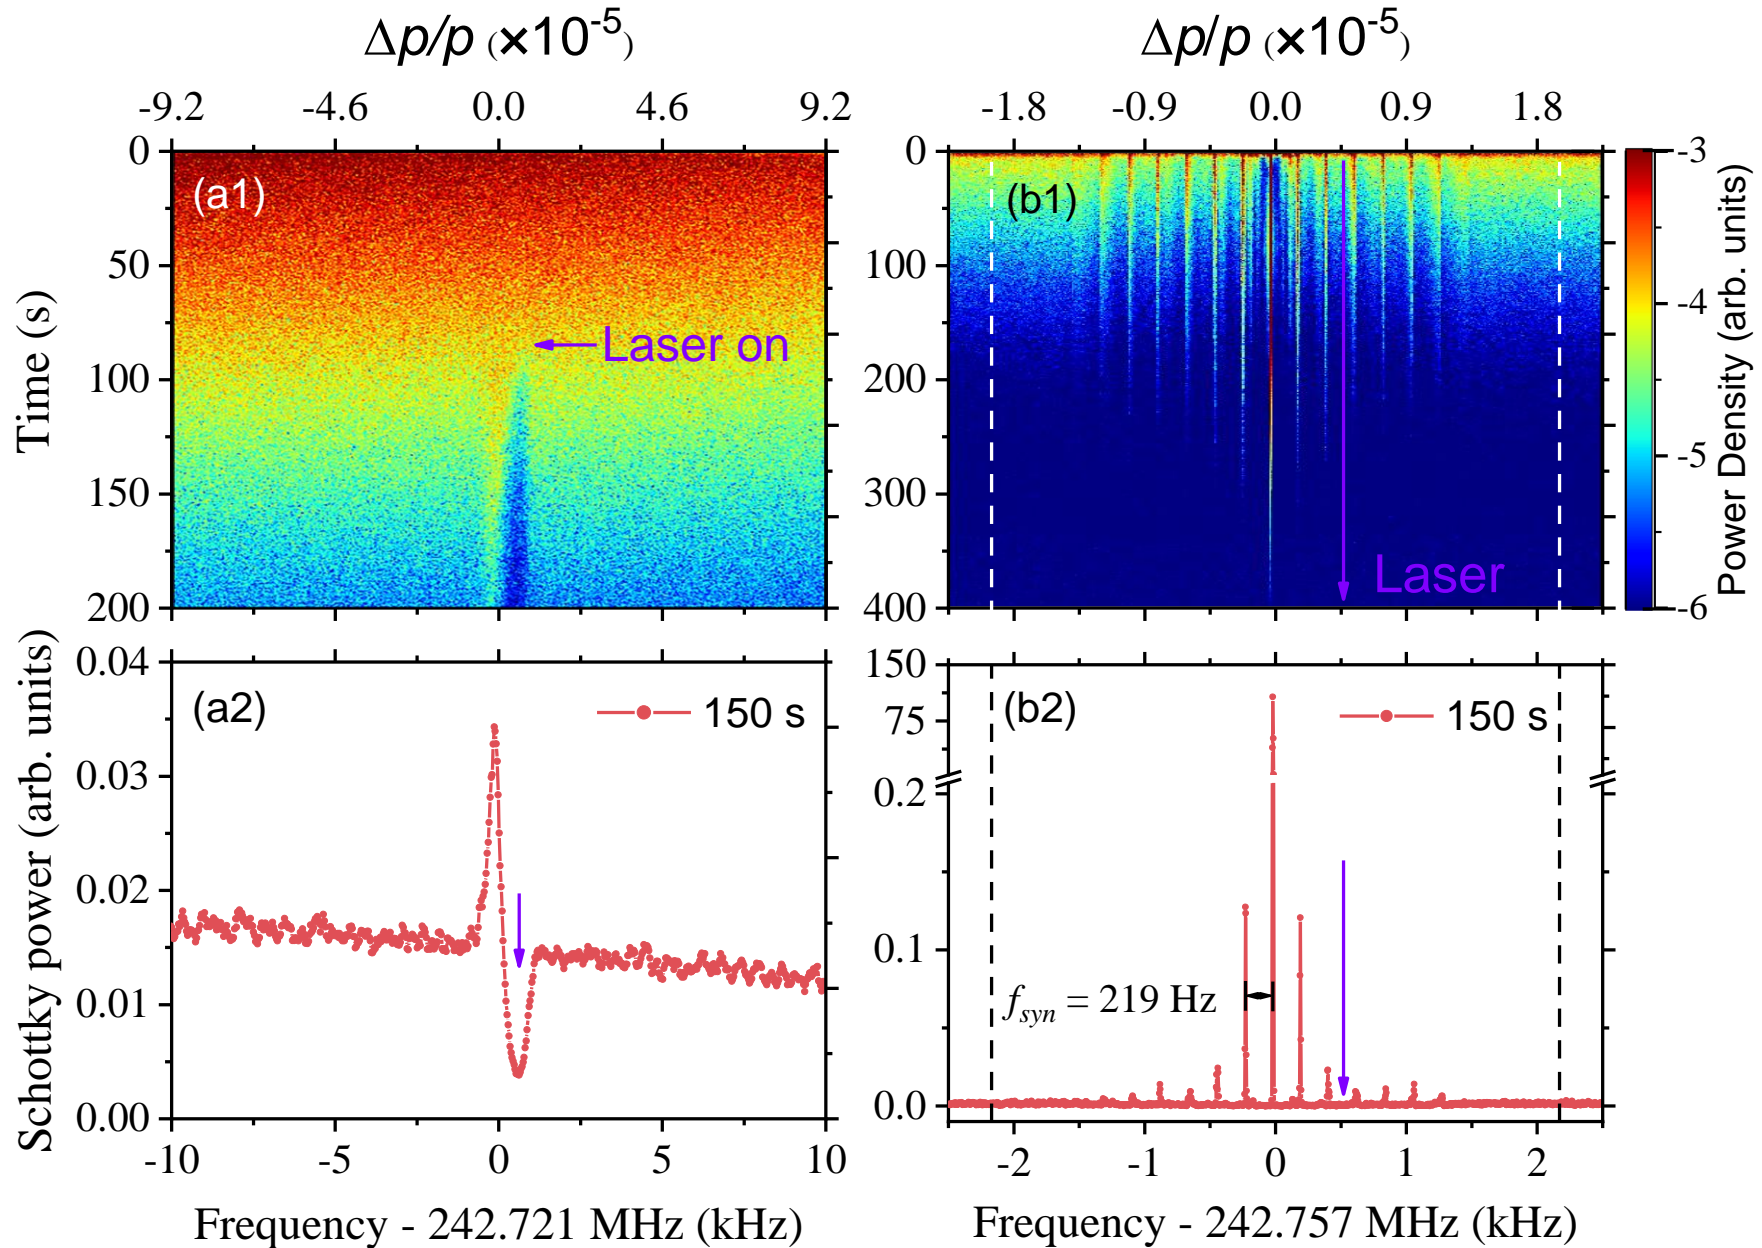 Δp/p (×10⁻⁵)
Δp/p (×10⁻⁵)
-9.2 -4.6 0.0 4.6 9.2
-1.8 -0.9 0.0 0.9 1.8
(a1)
Laser on
0
50
100
150
200
Time (s)
(b1)
Laser
0
100
200
300
400
-3
-4
-5
-6
Power Density (arb. units)
(a2)
150 s
0.04
0.03
0.02
0.01
0.00
Schottky power (arb. units)
-10 -5 0 5 10
Frequency - 242.721 MHz (kHz)
(b2)
150 s
150
75
0.2
0.1
0.0
f_syn = 219 Hz
-2 -1 0 1 2
Frequency - 242.757 MHz (kHz)